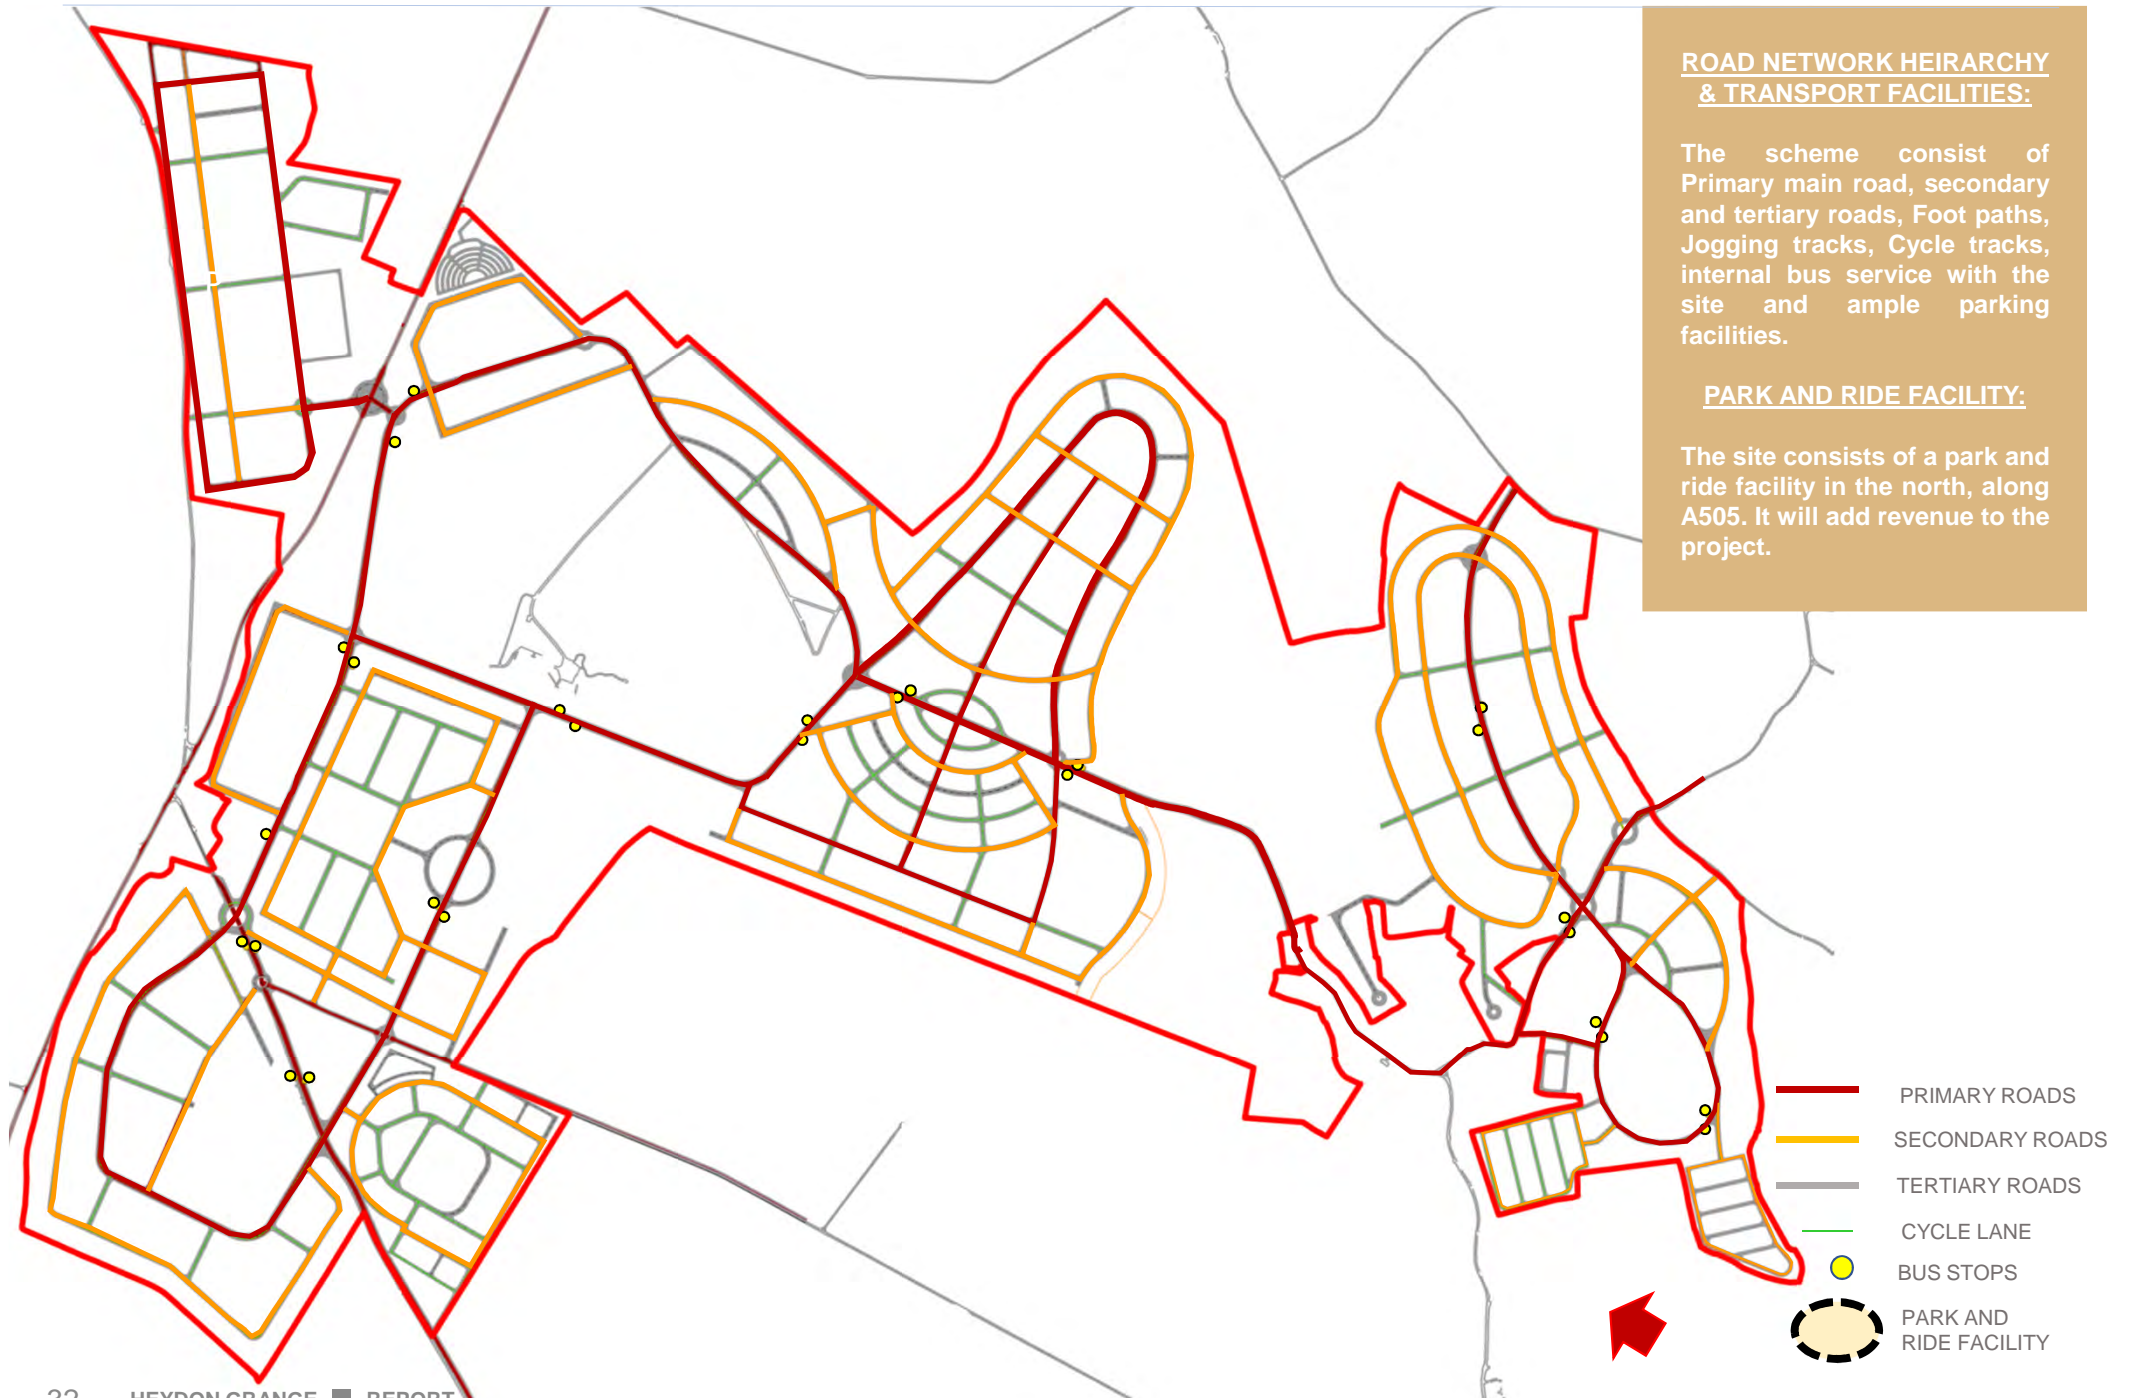 ROAD NETWORK HEIRARCHY
& TRANSPORT FACILITIES:
The scheme consist of
Primary main road, secondary
and tertiary roads, Foot paths,
Jogging tracks, Cycle tracks,
internal bus service with the
site and ample parking
facilities.
PARK AND RIDE FACILITY:
The site consists of a park and
ride facility in the north, along
A505. It will add revenue to the
project.
PRIMARY ROADS
SECONDARY ROADS
TERTIARY ROADS
CYCLE LANE
BUS STOPS
PARK AND
RIDE FACILITY
HEYDON GRANGE REPORT